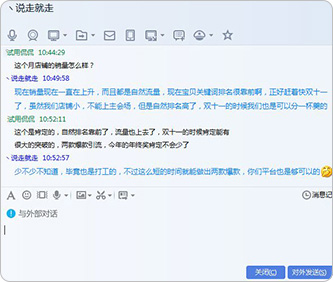 丶说走就走
试用侃侃 10:44:29
这个月店铺的销量怎么样？
丶说走就走 10:49:58
现在销量现在一直在上升，而且都是自然流量，现在宝贝关键词排名很靠前啊，正好赶着快双十一
了，虽然我们店铺小，不能上主会场，但是自然排名高了，双十一的时候我们也是可以分一杯羹的
试用侃侃 10:52:11
这个是肯定的，自然排名靠前了，流量也上去了，双十一的时候肯定能有
很大的突破的，两款爆款引流，今年的年终奖肯定不会少了
丶说走就走 10:52:57
少不少不知道，毕竟也是打工的，不过这么短的时间就能做出两款爆款，你们平台也是够可以的
消息记
与外部对话
关闭(C) 对外发送(S)